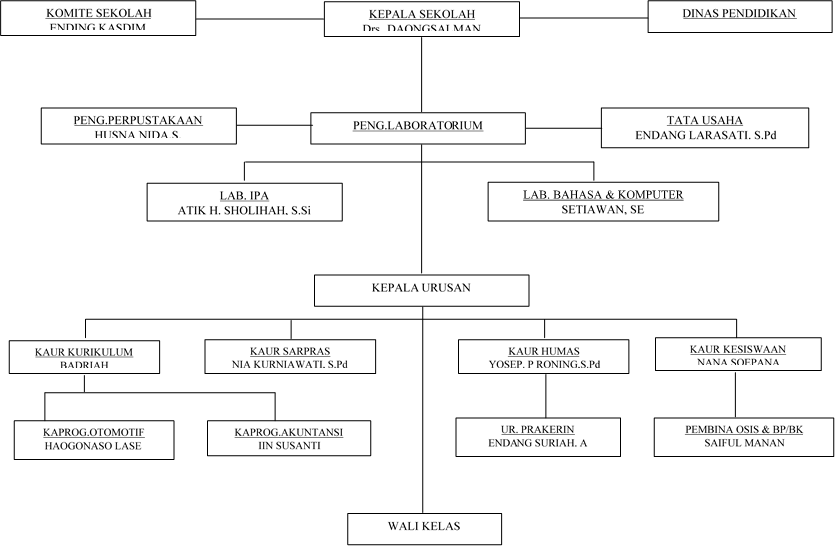 KOMITE SEKOLAH
ENDING KASDIM
KEPALA SEKOLAH
Drs. DAONGSALMAN
DINAS PENDIDIKAN
PENG.PERPUSTAKAAN
HUSNA NIDA S
PENG.LABORATORIUM
TATA USAHA
ENDANG LARASATI. S.Pd
LAB. IPA
ATIK H. SHOLIHAH, S.Si
LAB. BAHASA & KOMPUTER
SETIAWAN, SE
KEPALA URUSAN
KAUR KURIKULUM
BADRIAH
KAUR SARPRAS
NIA KURNIAWATI, S.Pd
KAUR HUMAS
YOSEP. P RONING.S.Pd
KAUR KESISWAAN
NANA SOEPANA
KAPROG.OTOMOTIF
HAOGONASO LASE
KAPROG.AKUNTANSI
IIN SUSANTI
UR. PRAKERIN
ENDANG SURIAH. A
PEMBINA OSIS & BP/BK
SAIFUL MANAN
WALI KELAS